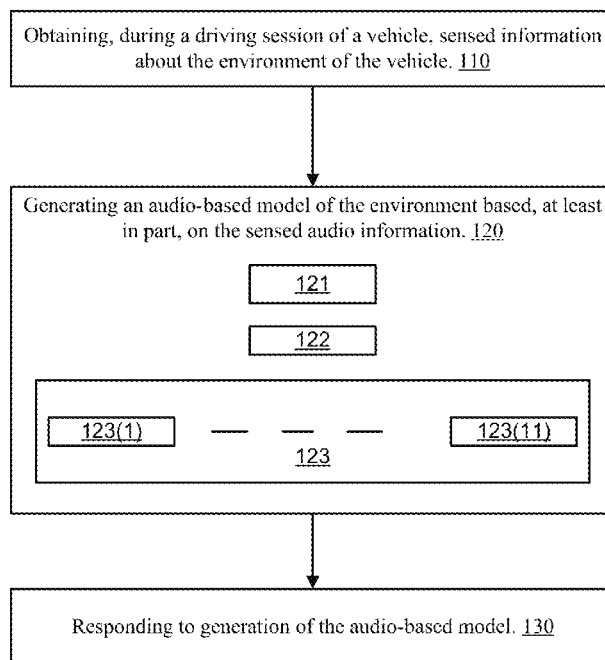 Obtaining, during a driving session of a vehicle, sensed information
about the environment of the vehicle. 110
Generating an audio-based model of the environment based, at least
in part, on the sensed audio information. 120
121
122
123(1) — — — 123(11)
123
Responding to generation of the audio-based model. 130